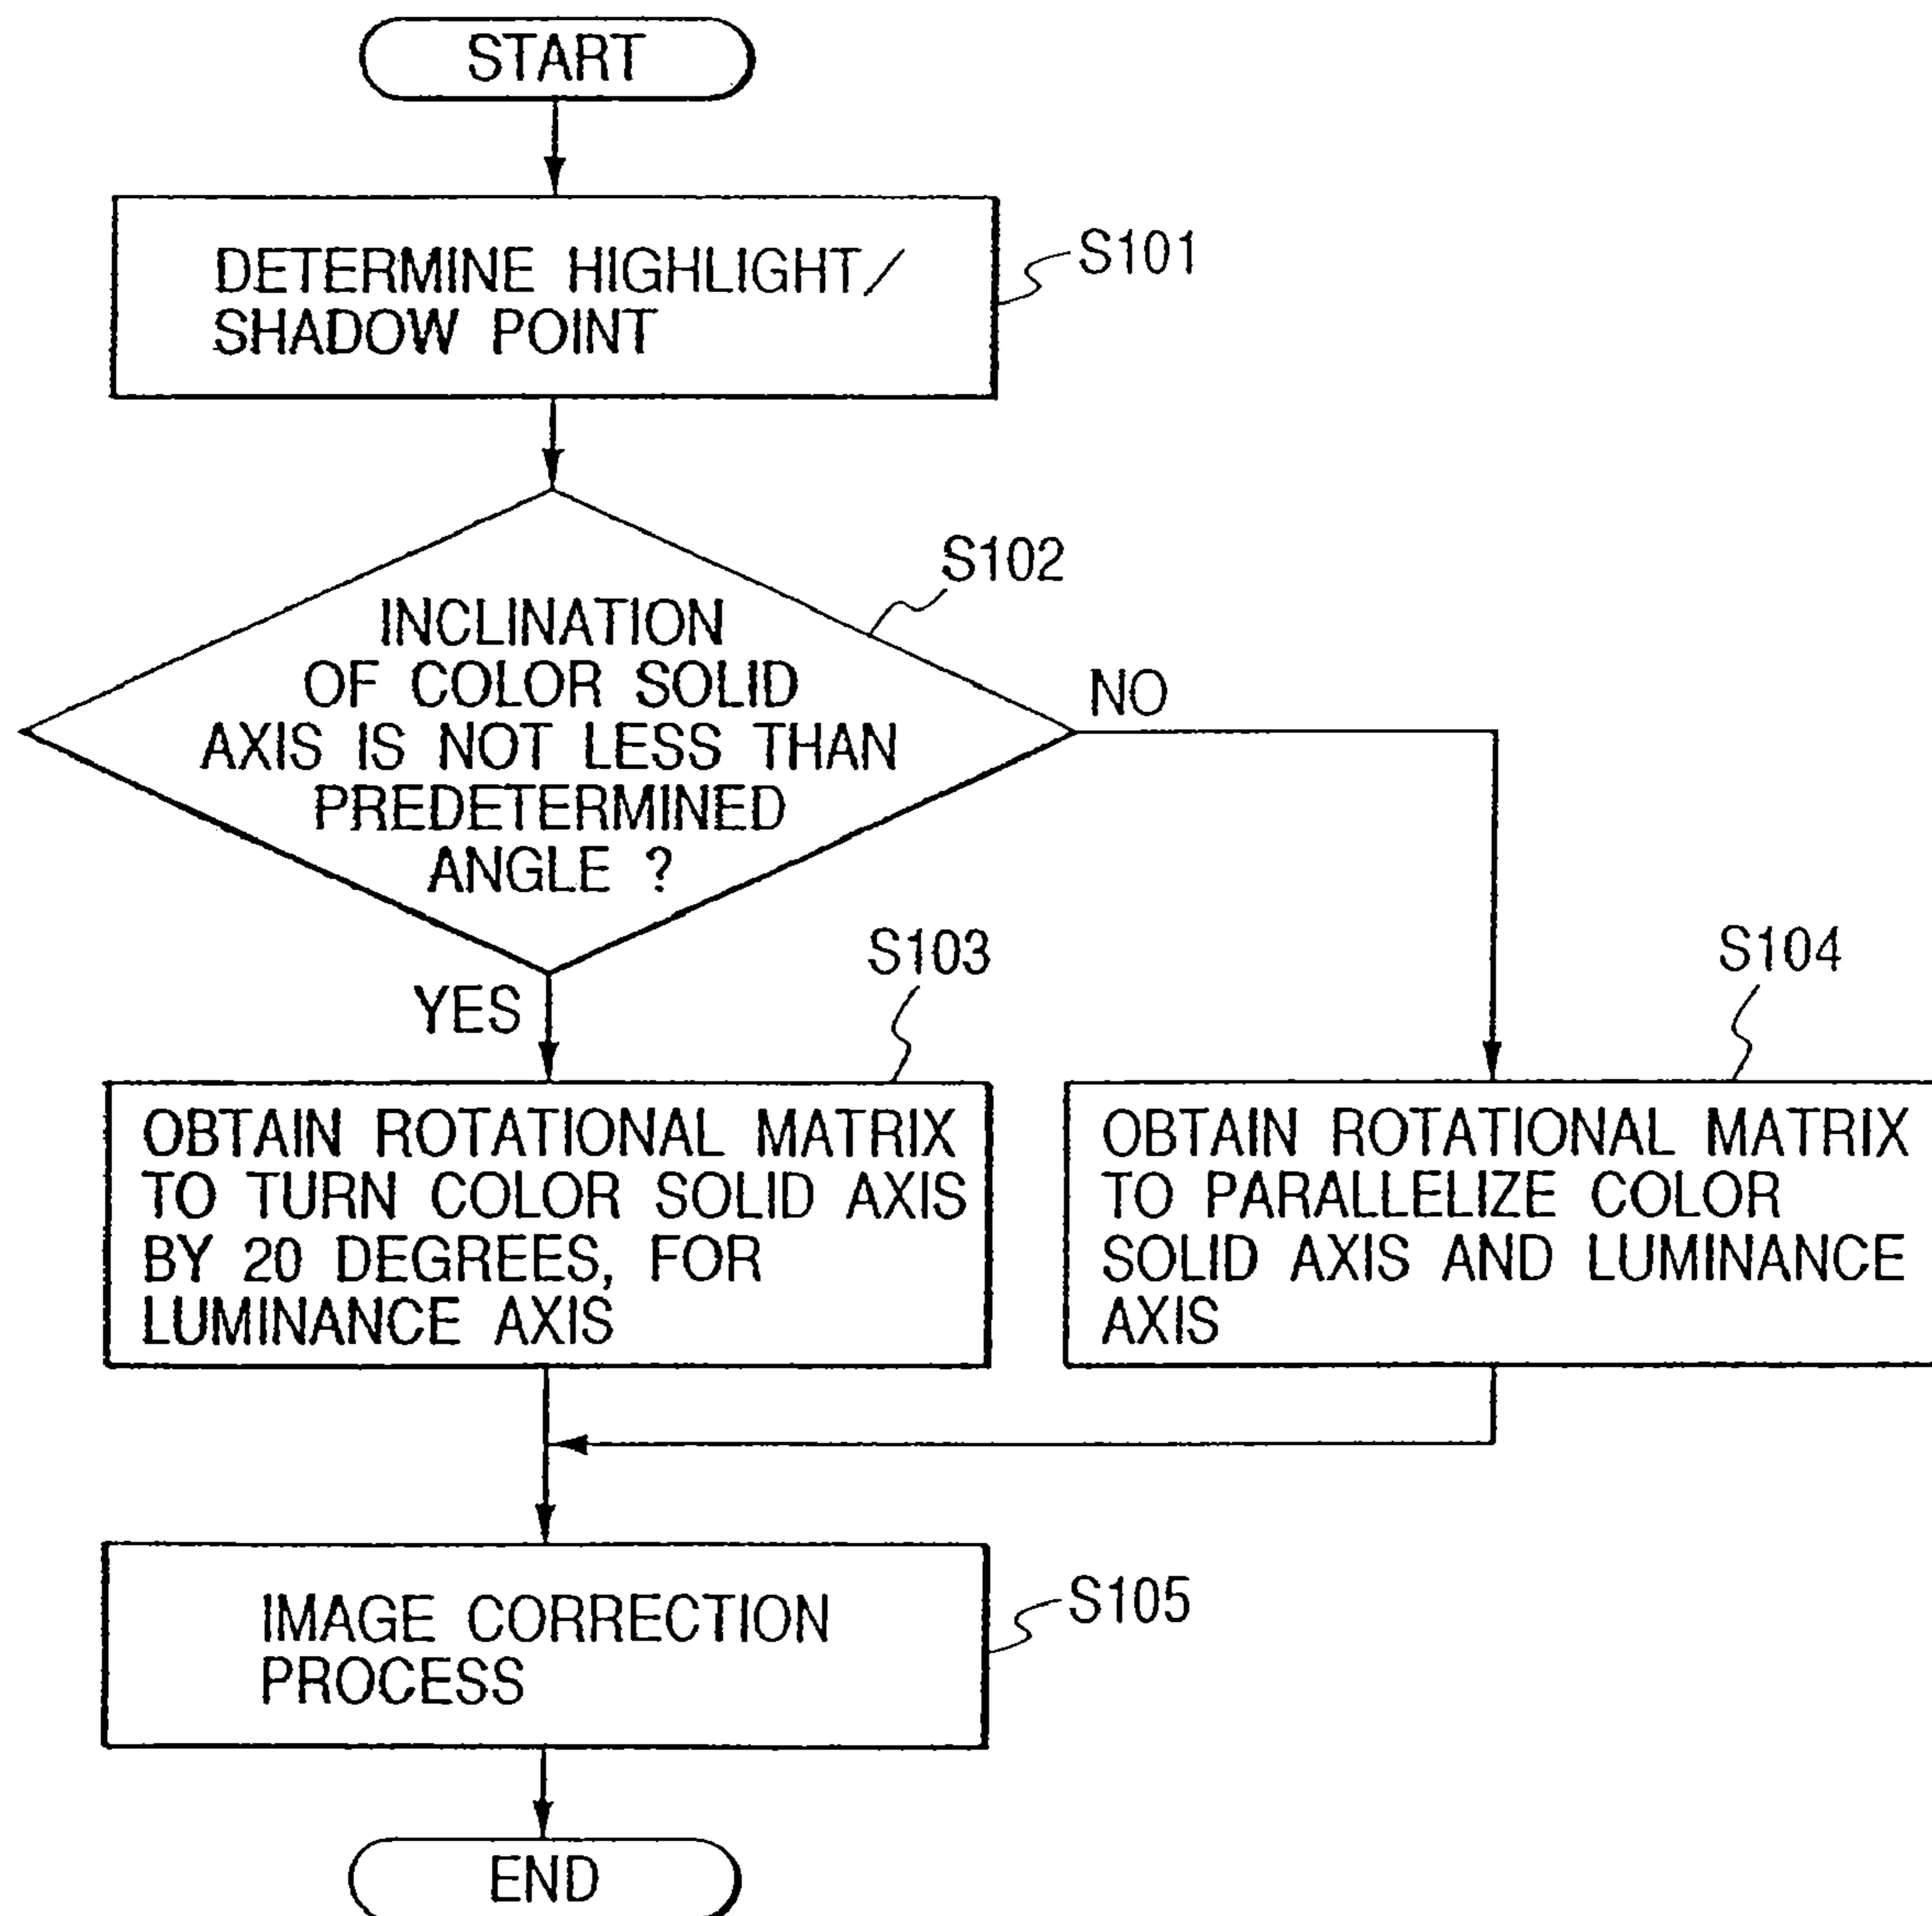 START
DETERMINE HIGHLIGHT/
SHADOW POINT
S101
S102
INCLINATION
OF COLOR SOLID
AXIS IS NOT LESS THAN
PREDETERMINED
ANGLE ?
NO
YES
S103
OBTAIN ROTATIONAL MATRIX
TO TURN COLOR SOLID AXIS
BY 20 DEGREES, FOR
LUMINANCE AXIS
S104
OBTAIN ROTATIONAL MATRIX
TO PARALLELIZE COLOR
SOLID AXIS AND LUMINANCE
AXIS
IMAGE CORRECTION
PROCESS
S105
END